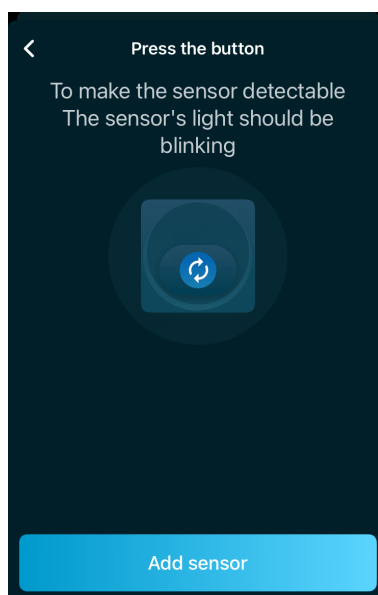 Press the button
To make the sensor detectable
The sensor's light should be
blinking
Add sensor